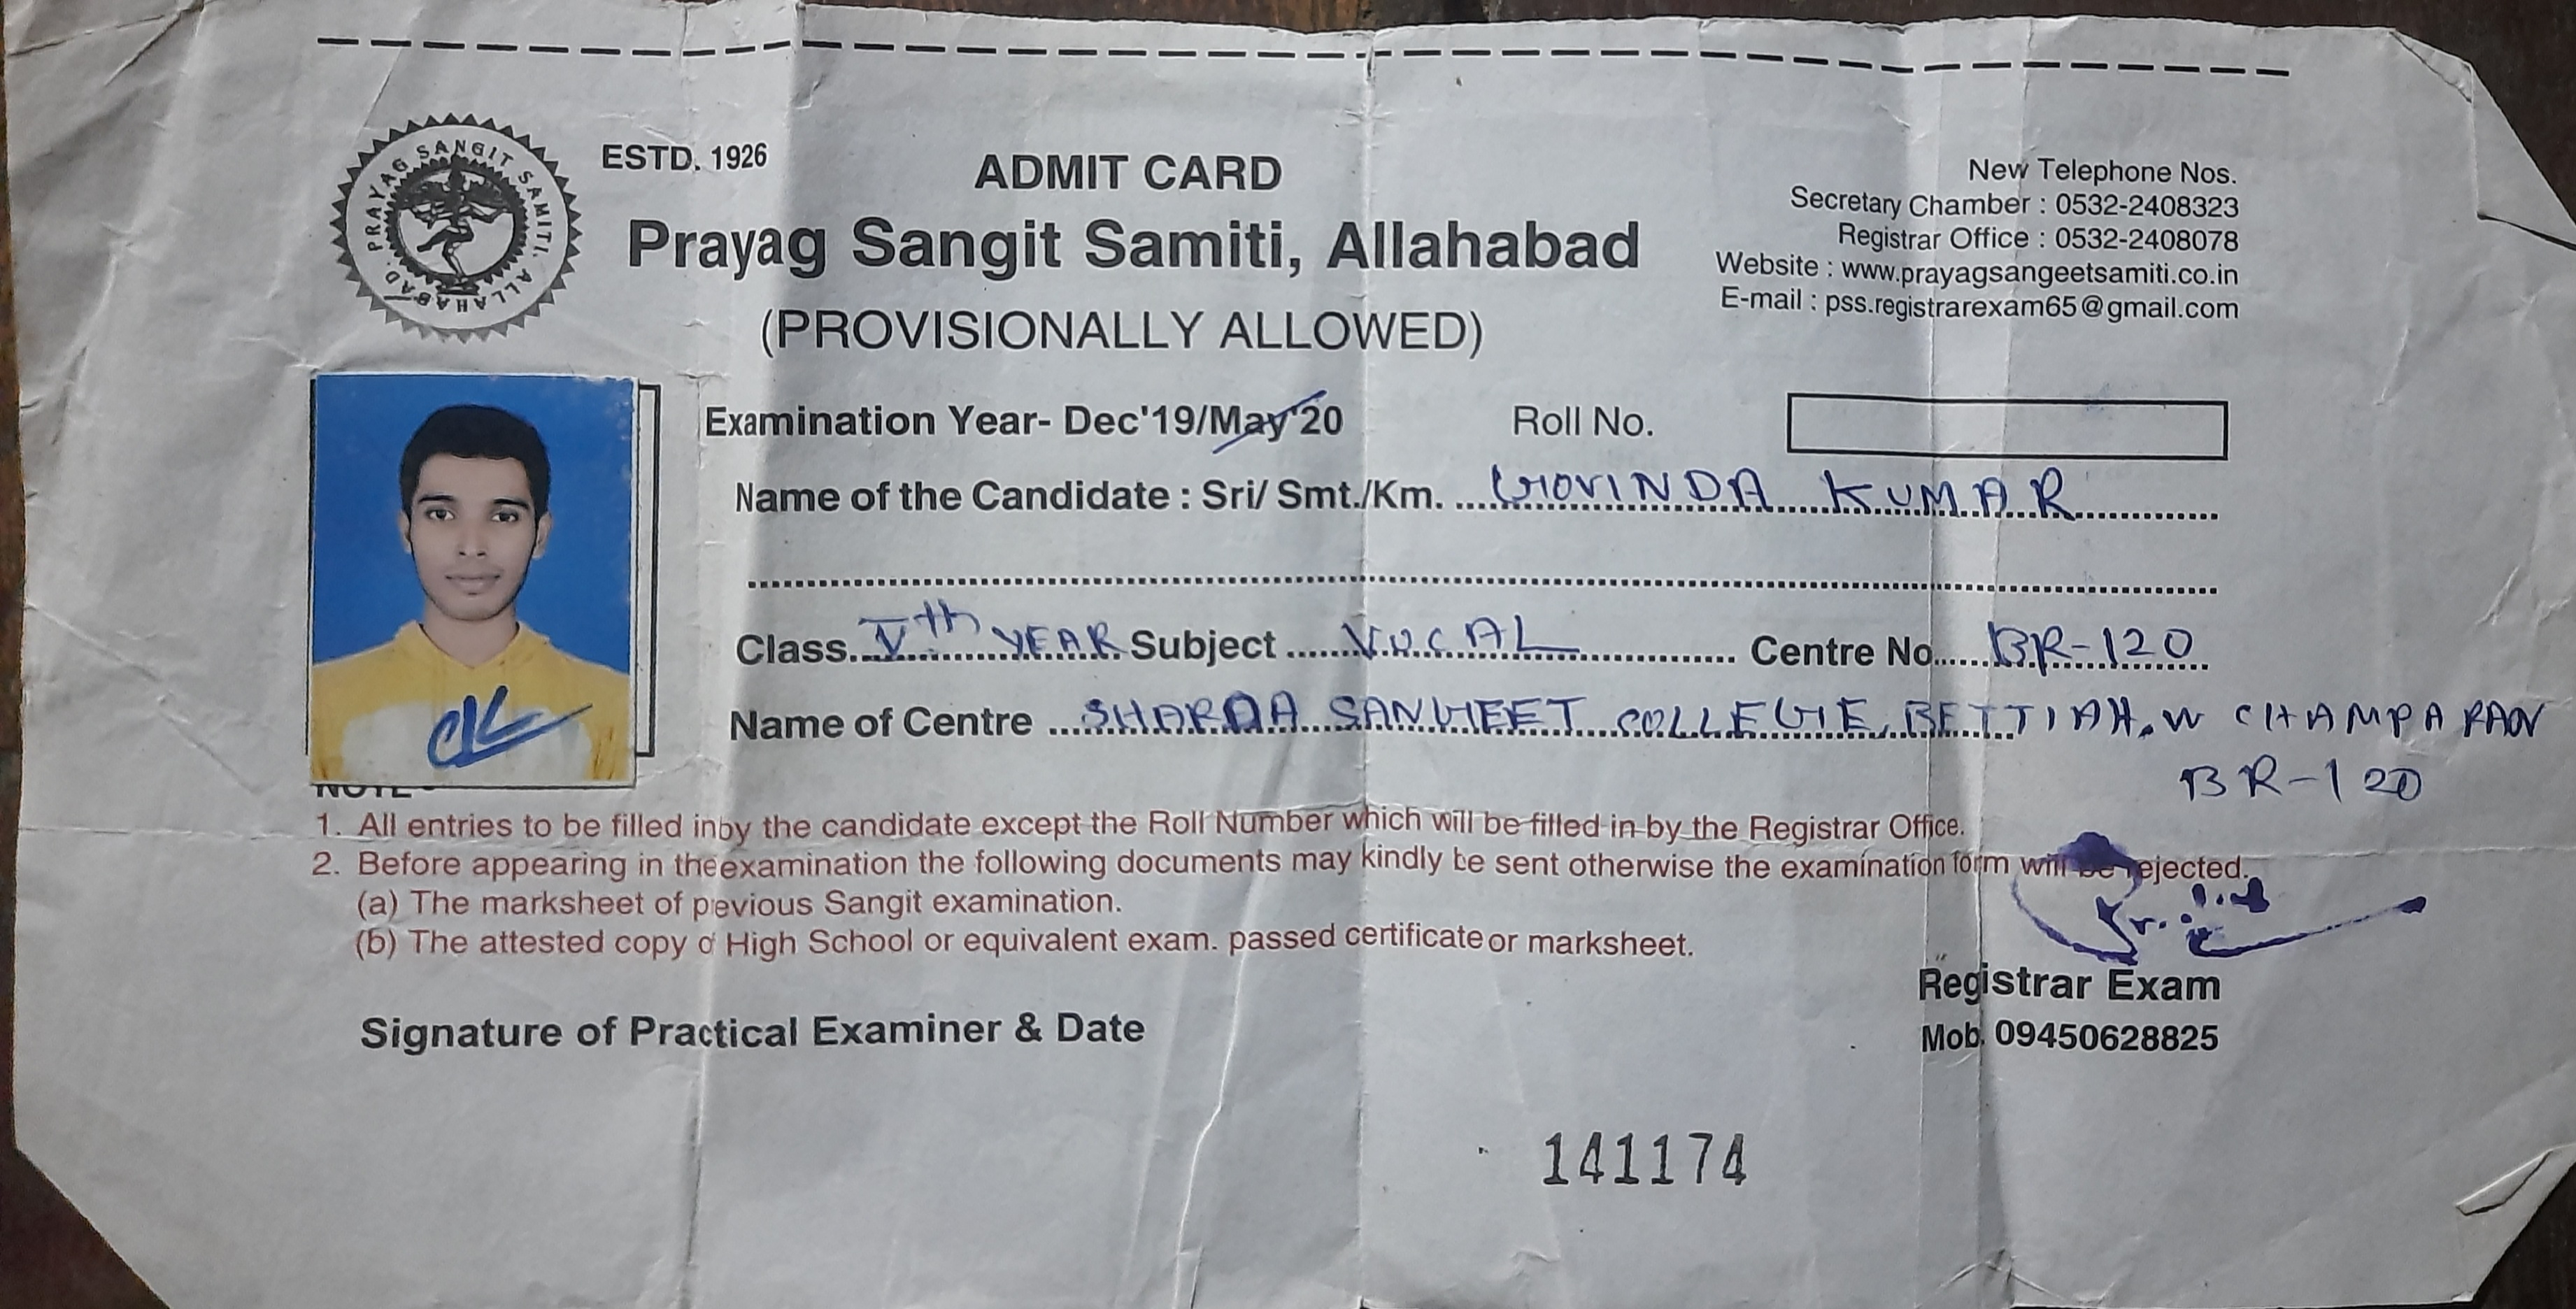 PRAYAG SANGIT SAMITI, ALLAHABAD.
ESTD. 1926
ADMIT CARD
Prayag Sangit Samiti, Allahabad
(PROVISIONALLY ALLOWED)
New Telephone Nos.
Secretary Chamber : 0532-2408323
Registrar Office : 0532-2408078
Website : www.prayagsangeetsamiti.co.in
E-mail : pss.registrarexam65@gmail.com
Examination Year- Dec'19/May'20 Roll No.
Name of the Candidate : Sri/ Smt./Km. GOVINDA KUMAR
Class Vth YEAR Subject VOCAL Centre No. BR-120
Name of Centre SHARDA SANGEET COLLEGE, BETTIAH. W CHAMPARAN
BR-120
NOTE -
1. All entries to be filled inby the candidate except the Roll Number which will be filled in by the Registrar Office.
2. Before appearing in the examination the following documents may kindly be sent otherwise the examination form will be rejected.
(a) The marksheet of previous Sangit examination.
(b) The attested copy of High School or equivalent exam. passed certificate or marksheet.
Registrar Exam
Mob. 09450628825
Signature of Practical Examiner & Date
141174